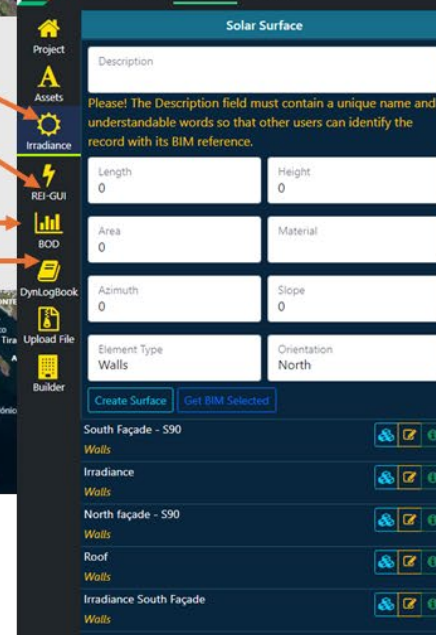 Project
Assets
Irradiance
REI-GUI
BOD
DynLogBook
Upload File
Builder
Solar Surface
Description
Please! The Description field must contain a unique name and
understandable words so that other users can identify the
record with its BIM reference.
Length
0
Height
0
Area
0
Material
Azimuth
0
Slope
0
Element Type
Walls
Orientation
North
Create Surface
Get BIM Selected
South Façade - S90
Walls
Irradiance
Walls
North façade - S90
Walls
Roof
Walls
Irradiance South Façade
Walls